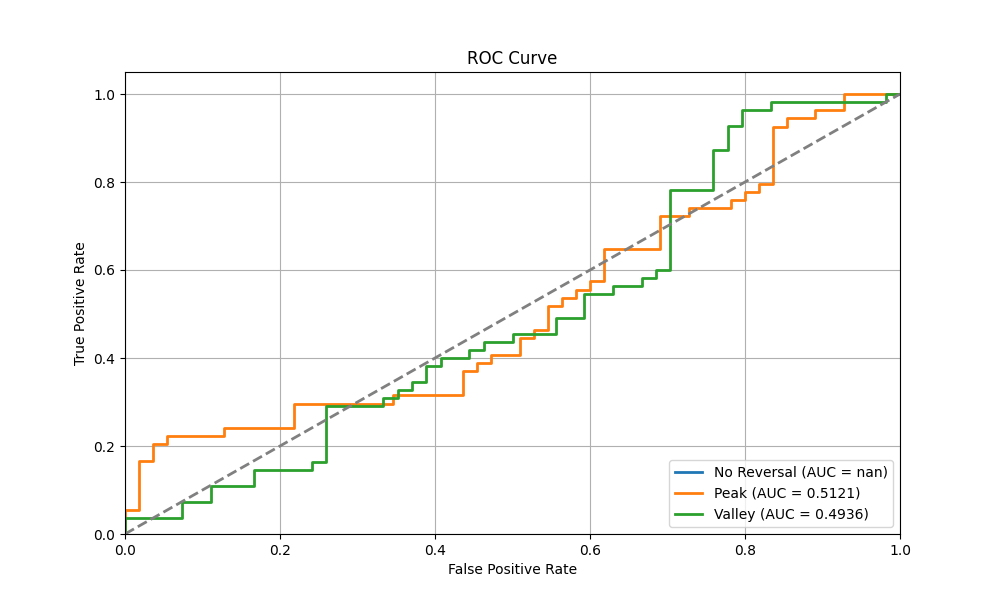 ROC Curve
True Positive Rate
1.0
0.8
0.6
0.4
0.2
0.0
0.0 0.2 0.4 0.6 0.8 1.0
False Positive Rate
No Reversal (AUC = nan)
Peak (AUC = 0.5121)
Valley (AUC = 0.4936)